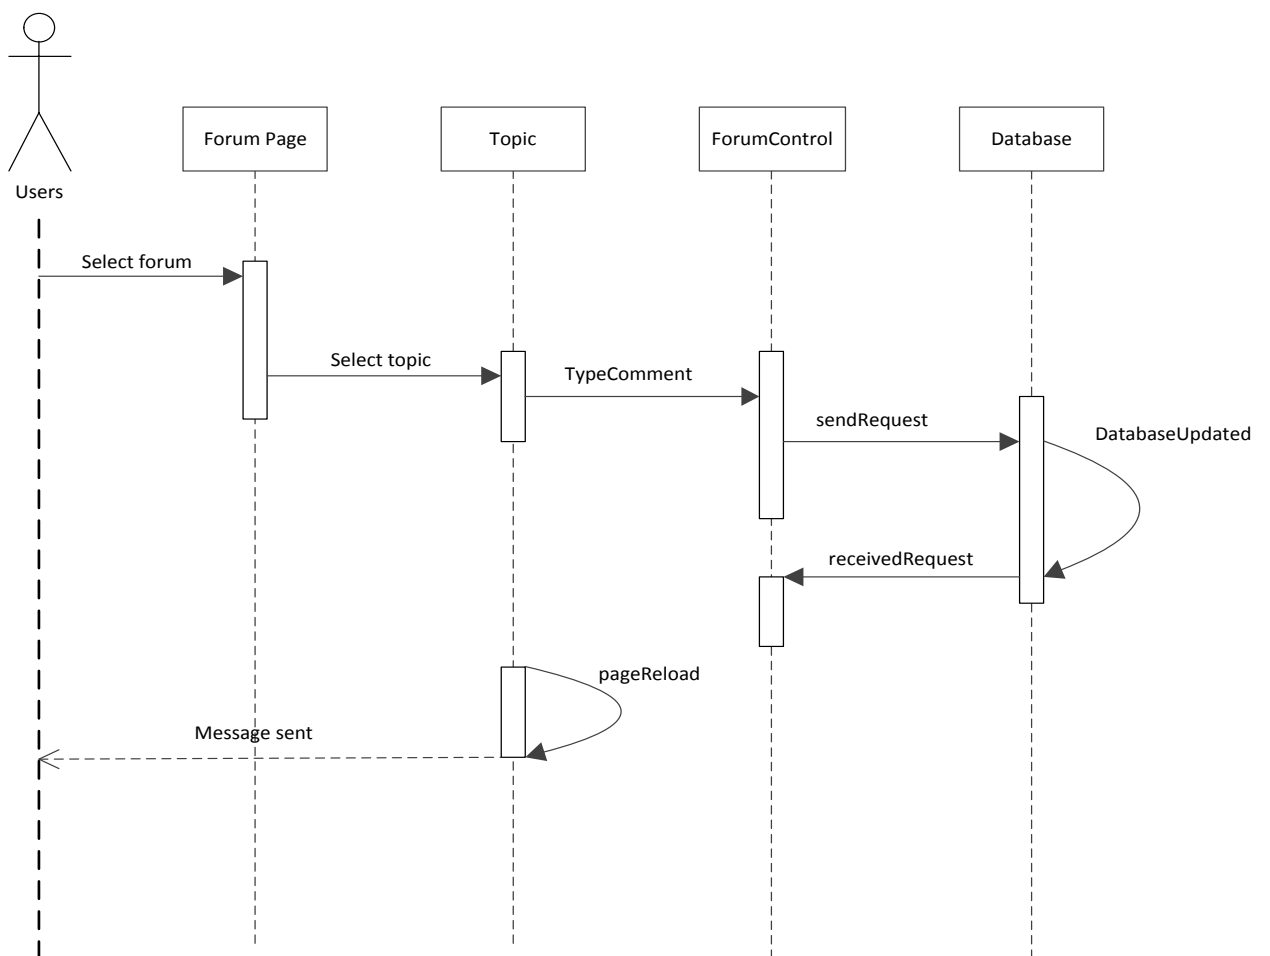 Forum Page
Topic
ForumControl
Database
Users
Select forum
Select topic
TypeComment
sendRequest
DatabaseUpdated
receivedRequest
pageReload
Message sent